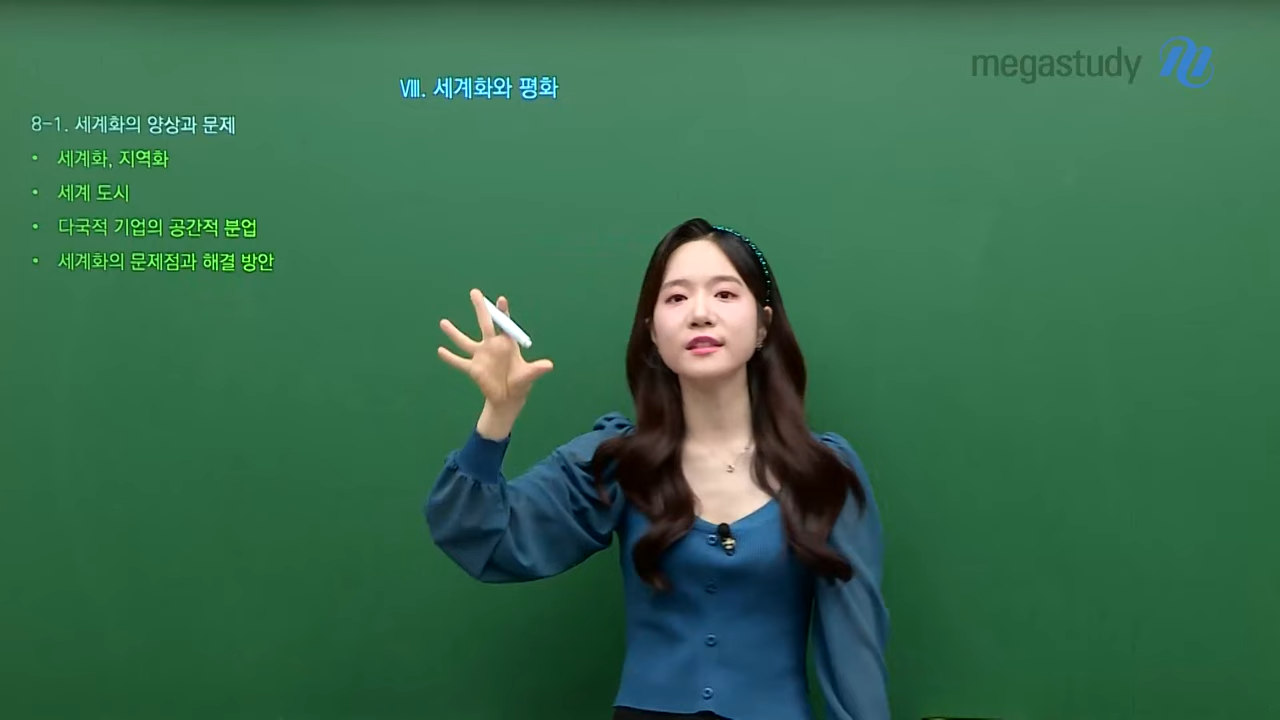 megastudy
Ⅷ. 세계화와 평화
8-1. 세계화의 양상과 문제
• 세계화, 지역화
• 세계 도시
• 다국적 기업의 공간적 분업
• 세계화의 문제점과 해결 방안